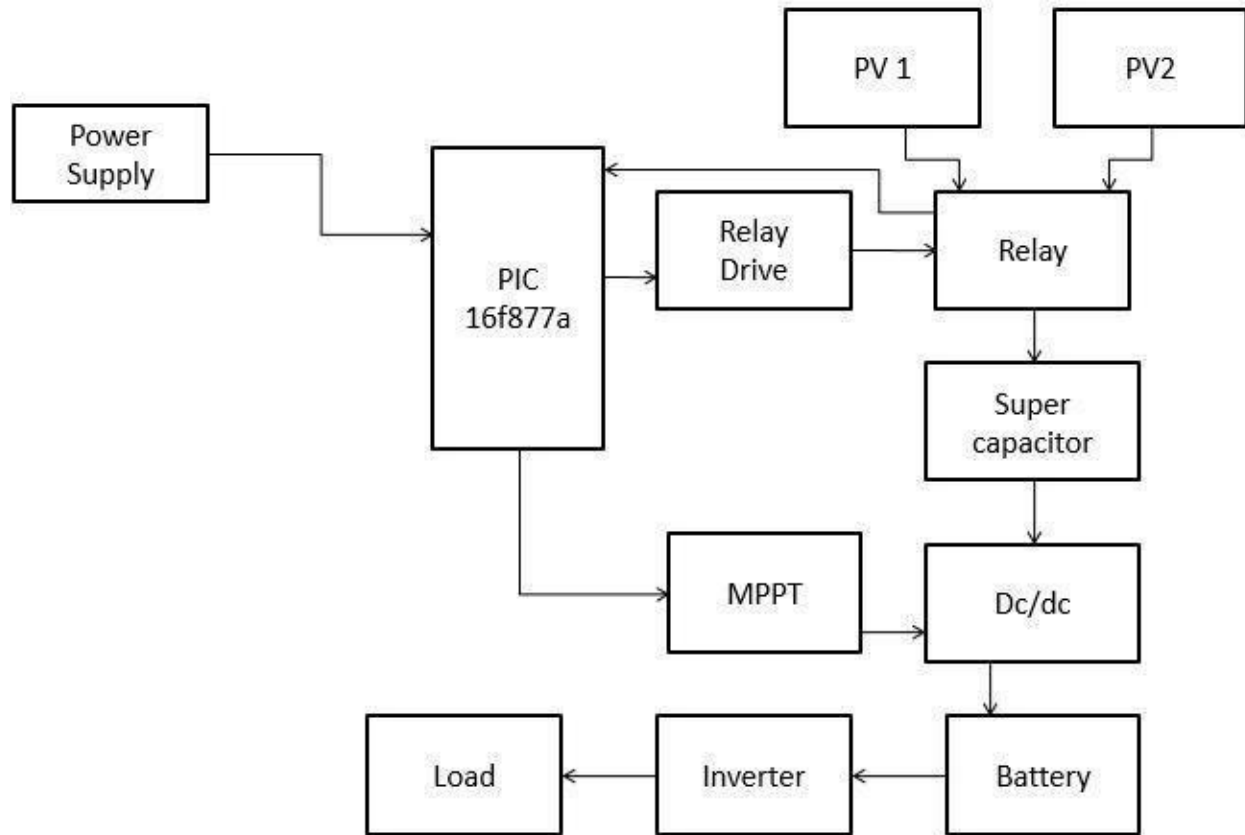 PV 1
PV2
Power
Supply
PIC
16f877a
Relay
Drive
Relay
Super
capacitor
MPPT
Dc/dc
Load
Inverter
Battery